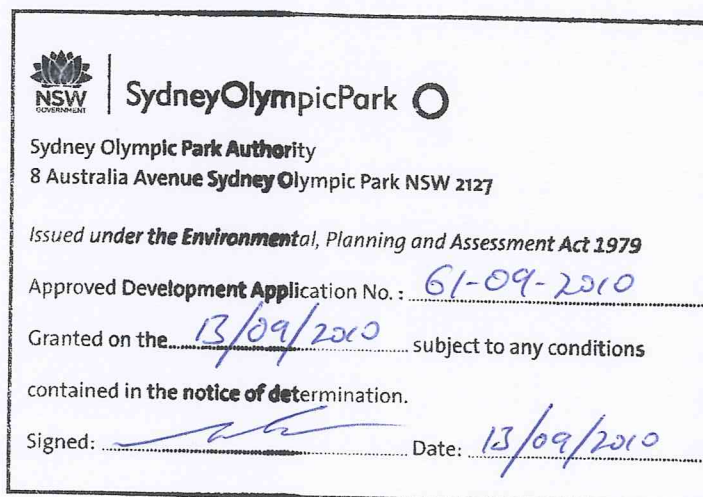 NSW
GOVERNMENT
SydneyOlympicPark
Sydney Olympic Park Authority
8 Australia Avenue Sydney Olympic Park NSW 2127
Issued under the Environmental, Planning and Assessment Act 1979
Approved Development Application No. : 61-09-2010
Granted on the 13/09/2010 subject to any conditions
contained in the notice of determination.
Signed: Date: 13/09/2010